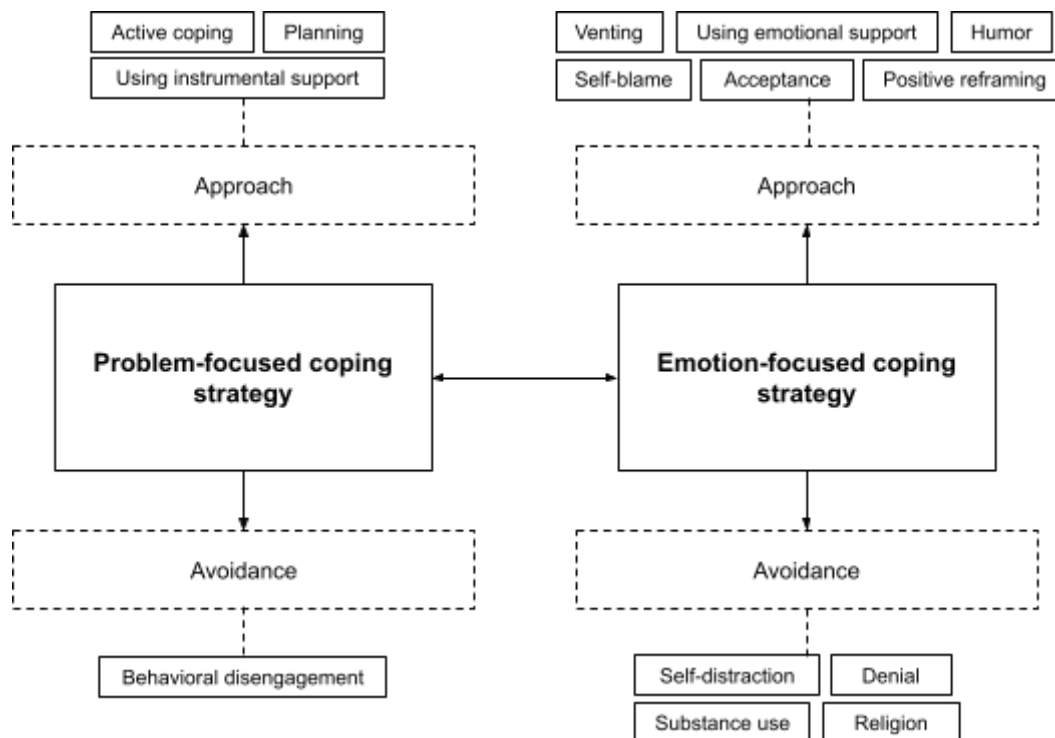 Active coping
Planning
Using instrumental support
Approach
Problem-focused coping
strategy
Avoidance
Behavioral disengagement
Venting
Using emotional support
Humor
Self-blame
Acceptance
Positive reframing
Approach
Emotion-focused coping
strategy
Avoidance
Self-distraction
Denial
Substance use
Religion